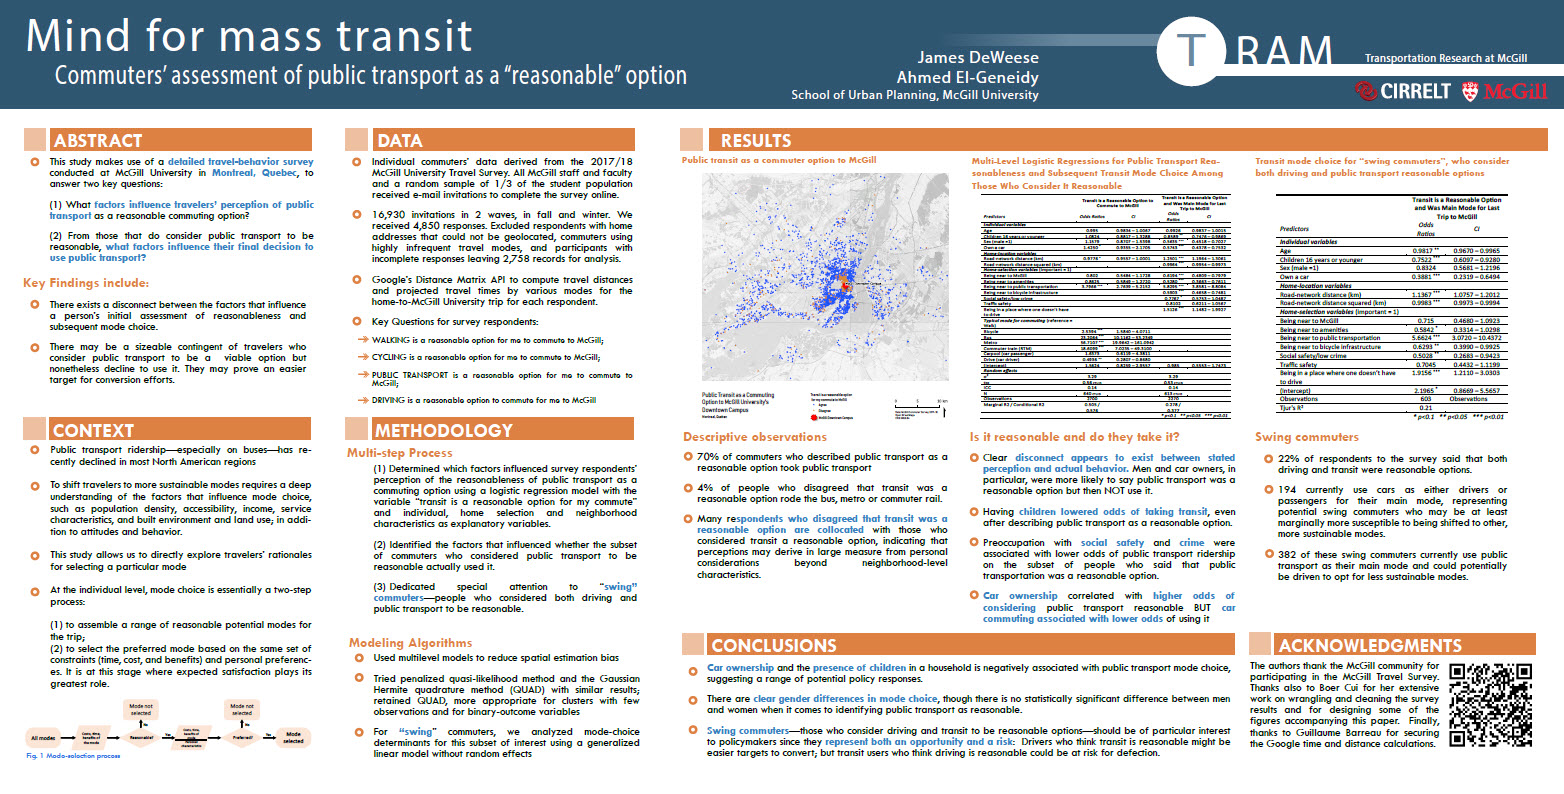 Mind for mass transit
Commuters’ assessment of public transport as a “reasonable” option
James DeWeese
Ahmed El-Geneidy
School of Urban Planning, McGill University
T RAM
Transportation Research at McGill
CIRRELT
McGill
ABSTRACT
This study makes use of a detailed travel-behavior survey
conducted at McGill University in Montreal, Quebec, to
answer two key questions:
(1) What factors influence travelers’ perception of public
transport as a reasonable commuting option?
(2) From those that do consider public transport to be
reasonable, what factors influence their final decision to
use public transport?
Key Findings include:
There exists a disconnect between the factors that influence
a person’s initial assessment of reasonableness and
subsequent mode choice.
There may be a sizeable contingent of travelers who
consider public transport to be a viable option but
nonetheless decline to use it. They may prove an easier
target for conversion efforts.
CONTEXT
Public transport ridership—especially on buses—has re-
cently declined in most North American regions
To shift travelers to more sustainable modes requires a deep
understanding of the factors that influence mode choice,
such as population density, accessibility, income, service
characteristics, and built environment and land use; in addi-
tion to attitudes and behavior.
This study allows us to directly explore travelers’ rationales
for selecting a particular mode
At the individual level, mode choice is essentially a two-step
process:
(1) to assemble a range of reasonable potential modes for
the trip;
(2) to select the preferred mode based on the same set of
constraints (time, cost, and benefits) and personal preferenc-
es. It is at this stage where expected satisfaction plays its
greatest role.
Mode not
selected
Mode not
selected
No
No
All modes
Reasonable?
Yes
Preferred?
Yes
Mode
selected
Fig. 1 Mode-selection process
DATA
Individual commuters’ data derived from the 2017/18
McGill University Travel Survey. All McGill staff and faculty
and a random sample of 1/3 of the student population
received e-mail invitations to complete the survey online.
16,930 invitations in 2 waves, in fall and winter. We
received 4,850 responses. Excluded respondents with home
addresses that could not be geolocated, commuters using
highly infrequent travel modes, and participants with
incomplete responses leaving 2,758 records for analysis.
Google’s Distance Matrix API to compute travel distances
and projected travel times by various modes for the
home-to-McGill University trip for each respondent.
Key Questions for survey respondents:
WALKING is a reasonable option for me to commute to McGill;
CYCLING is a reasonable option for me to commute to McGill;
PUBLIC TRANSPORT is a reasonable option for me to commute to
McGill;
DRIVING is a reasonable option for me to commute to McGill
METHODOLOGY
Multi-step Process
(1) Determined which factors influenced survey respondents’
perception of the reasonableness of public transport as a
commuting option using a logistic regression model with the
variable “transit is a reasonable option for my commute”
and individual, home selection and neighborhood
characteristics as explanatory variables.
(2) Identified the factors that influenced whether the subset
of commuters who considered public transport to be
reasonable actually used it.
(3) Dedicated special attention to “swing”
commuters—people who considered both driving and
public transport to be reasonable.
Modeling Algorithms
Used multilevel models to reduce spatial estimation bias
Tried penalized quasi-likelihood method and the Gaussian
Hermite quadrature method (QUAD) with similar results;
retained QUAD, more appropriate for clusters with few
observations and for binary-outcome variables
For “swing” commuters, we analyzed mode-choice
determinants for this subset of interest using a generalized
linear model without random effects
RESULTS
Public transit as a commuter option to McGill
Public Transit as a Commuting
Option to McGill University's
Downtown Campus
Descriptive observations
70% of commuters who described public transport as a
reasonable option took public transport
4% of people who disagreed that transit was a
reasonable option rode the bus, metro or commuter rail.
Many respondents who disagreed that transit was a
reasonable option are collocated with those who
considered transit a reasonable option, indicating that
perceptions may derive in large measure from personal
considerations beyond neighborhood-level
characteristics.
Multi-Level Logistic Regressions for Public Transport Rea-
sonableness and Subsequent Transit Mode Choice Among
Those Who Consider It Reasonable
Transit is a Reasonable Option to
Commute to McGill
Transit is a Reasonable Option
and Was Main Mode for Last
Trip to McGill
Predictors
Odds Ratios
CI
Odds
Ratios
CI
Is it reasonable and do they take it?
Clear disconnect appears to exist between stated
perception and actual behavior. Men and car owners, in
particular, were more likely to say public transport was a
reasonable option but then NOT use it.
Having children lowered odds of taking transit, even
after describing public transport as a reasonable option.
Preoccupation with social safety and crime were
associated with lower odds of public transport ridership
on the subset of people who said that public
transportation was a reasonable option.
Car ownership correlated with higher odds of
considering public transport reasonable BUT car
commuting associated with lower odds of using it
Transit mode choice for “swing commuters”, who consider
both driving and public transport reasonable options
Transit is a Reasonable Option
and Was Main Mode for Last
Trip to McGill
Predictors
Odds
Ratios
CI
Individual variables
Age 0.9817 ** 0.9670 – 0.9965
Children 16 years or younger 0.7522 *** 0.6097 – 0.9280
Sex (male =1) 0.8324 0.5681 – 1.2196
Own a car 0.3881 *** 0.2319 – 0.6494
Home-location variables
Road-network distance (km) 1.1367 *** 1.0757 – 1.2012
Road-network distance squared (km) 0.9983 *** 0.9973 – 0.9994
Home-selection variables (Important = 1)
Being near to McGill 0.715 0.4680 – 1.0923
Being near to amenities 0.5842 * 0.3314 – 1.0298
Being near to public transportation 5.6624 *** 3.0720 – 10.4372
Being near to bicycle infrastructure 0.6293 ** 0.3990 – 0.9925
Social safety/low crime 0.5028 ** 0.2683 – 0.9423
Traffic safety 0.7045 0.4432 – 1.1199
Being in a place where one doesn't have 1.9156 *** 1.2110 – 3.0303
to drive
(Intercept) 2.1965 * 0.8669 – 5.5657
Observations 603 Observations
Tjur's R² 0.21
* p<0.1 ** p<0.05 *** p<0.01
Swing commuters
22% of respondents to the survey said that both
driving and transit were reasonable options.
194 currently use cars as either drivers or
passengers for their main mode, representing
potential swing commuters who may be at least
marginally more susceptible to being shifted to other,
more sustainable modes.
382 of these swing commuters currently use public
transport as their main mode and could potentially
be driven to opt for less sustainable modes.
CONCLUSIONS
Car ownership and the presence of children in a household is negatively associated with public transport mode choice,
suggesting a range of potential policy responses.
There are clear gender differences in mode choice, though there is no statistically significant difference between men
and women when it comes to identifying public transport as reasonable.
Swing commuters—those who consider driving and transit to be reasonable options—should be of particular interest
to policymakers since they represent both an opportunity and a risk: Drivers who think transit is reasonable might be
easier targets to convert; but transit users who think driving is reasonable could be at risk for defection.
ACKNOWLEDGMENTS
The authors thank the McGill community for
participating in the McGill Travel Survey.
Thanks also to Boer Cui for her extensive
work on wrangling and cleaning the survey
results and for designing some of the
figures accompanying this paper. Finally,
thanks to Guillaume Barreau for securing
the Google time and distance calculations.